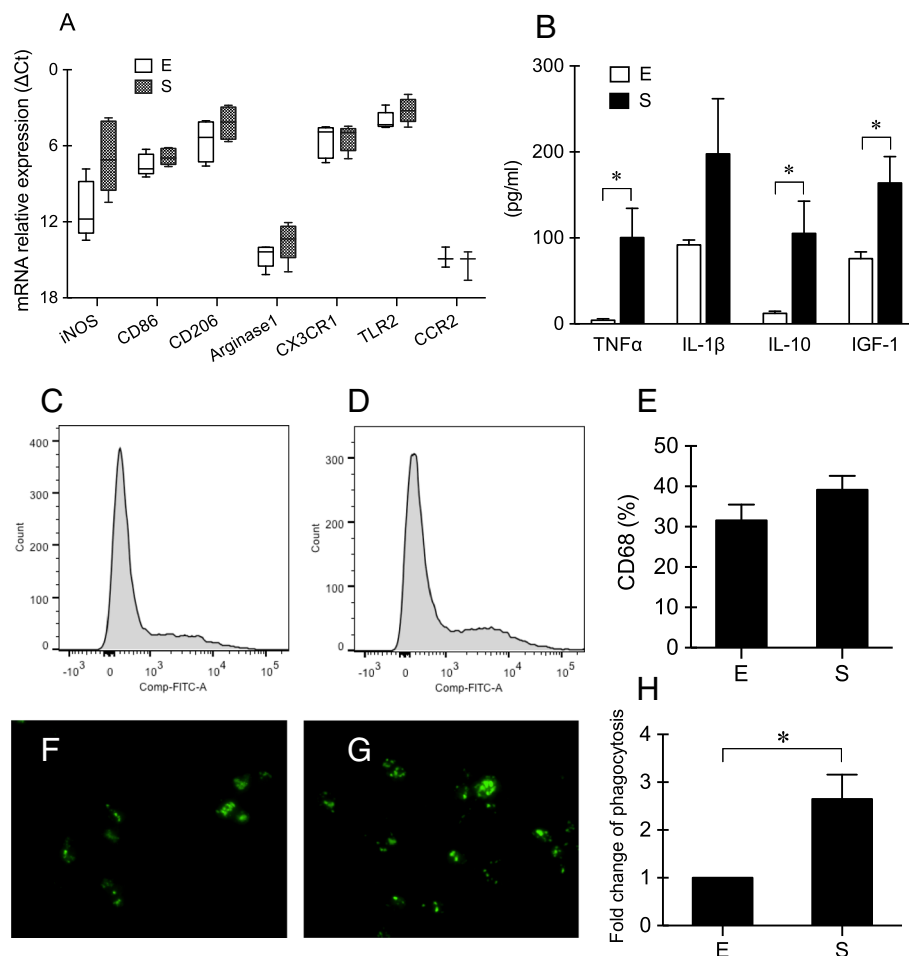 A
mRNA relative expression (ΔCt)
0
6
12
18
E
S
iNOS
CD86
CD206
Arginase1
CX3CR1
TLR2
CCR2
B
(pg/ml)
300
200
100
0
E
S
*
*
*
TNFα
IL-1β
IL-10
IGF-1
C
Count
400
300
200
100
0
-10³
0
10³
10⁴
10⁵
Comp-FITC-A
D
Count
300
200
100
0
-10³
0
10³
10⁴
10⁵
Comp-FITC-A
E
CD68 (%)
50
40
30
20
10
0
E
S
F
G
H
Fold change of phagocytosis
4
3
2
1
0
*
E
S